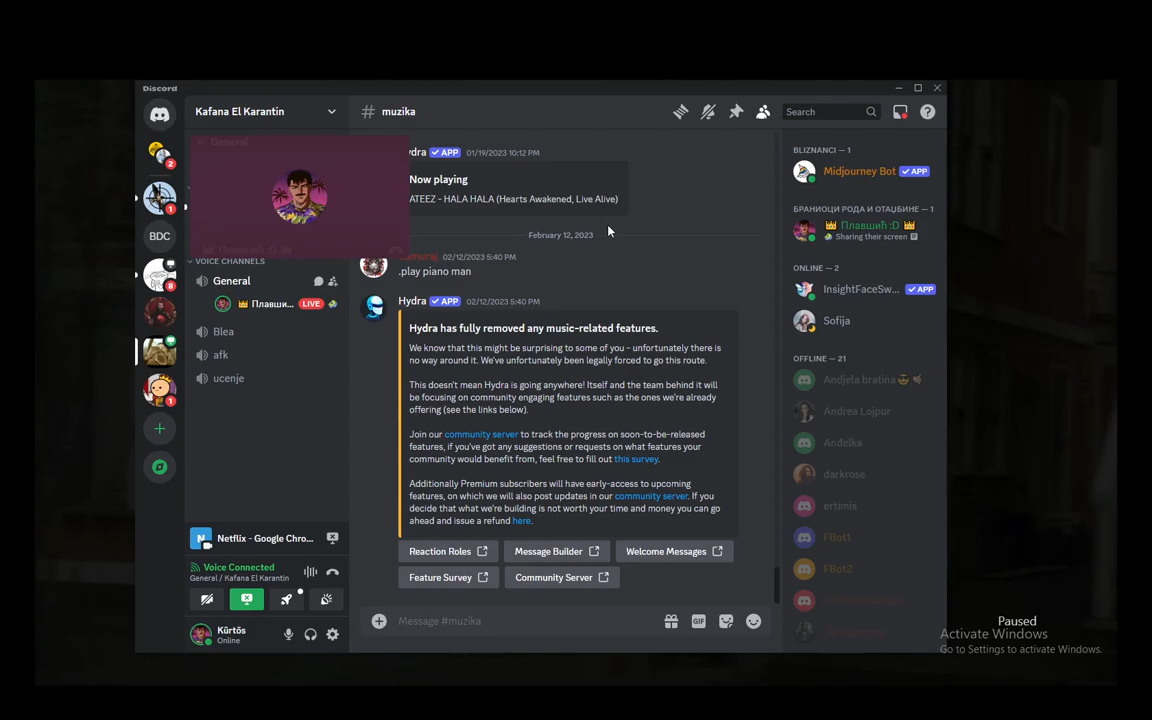 Discord
Kafana El Karantin
muzika
Search
General
VOICE CHANNELS
General
Плавши...
LIVE
Blea
afk
ucenje
BDC
2
1
8
1
Netflix - Google Chro...
Voice Connected
General / Kafana El Karantin
Kürtős
Online
APP 01/19/2023 10:12 PM
Now playing
ATEEZ - HALA HALA (Hearts Awakened, Live Alive)
February 12, 2023
02/12/2023 5:40 PM
.play piano man
Hydra APP 02/12/2023 5:40 PM
Hydra has fully removed any music-related features.
We know that this might be surprising to some of you - unfortunately there is
no way around it. We've unfortunately been legally forced to go this route.
This doesn't mean Hydra is going anywhere! Itself and the team behind it will
be focusing on community engaging features such as the ones we're already
offering (see the links below).
Join our community server to track the progress on soon-to-be-released
features, if you've got any suggestions or requests on what features your
community would benefit from, feel free to fill out this survey.
Additionally Premium subscribers will have early-access to upcoming
features, on which we will also post updates in our community server. If you
decide that what we're building is not worth your time and money you can go
ahead and issue a refund here.
Reaction Roles
Message Builder
Welcome Messages
Feature Survey
Community Server
Message #muzika
GIF
BLIZNANCI — 1
Midjourney Bot APP
БРАНИОЦИ РОДА И ОТАЏБИНЕ — 1
Плавшић :D
Sharing their screen
ONLINE — 2
InsightFaceSw... APP
Sofija
OFFLINE — 21
Andjela bratina
Andrea Lojpur
Anđelka
darkrose
ertimis
FBot1
FBot2
Paused
Activate Windows
Go to Settings to activate Windows.